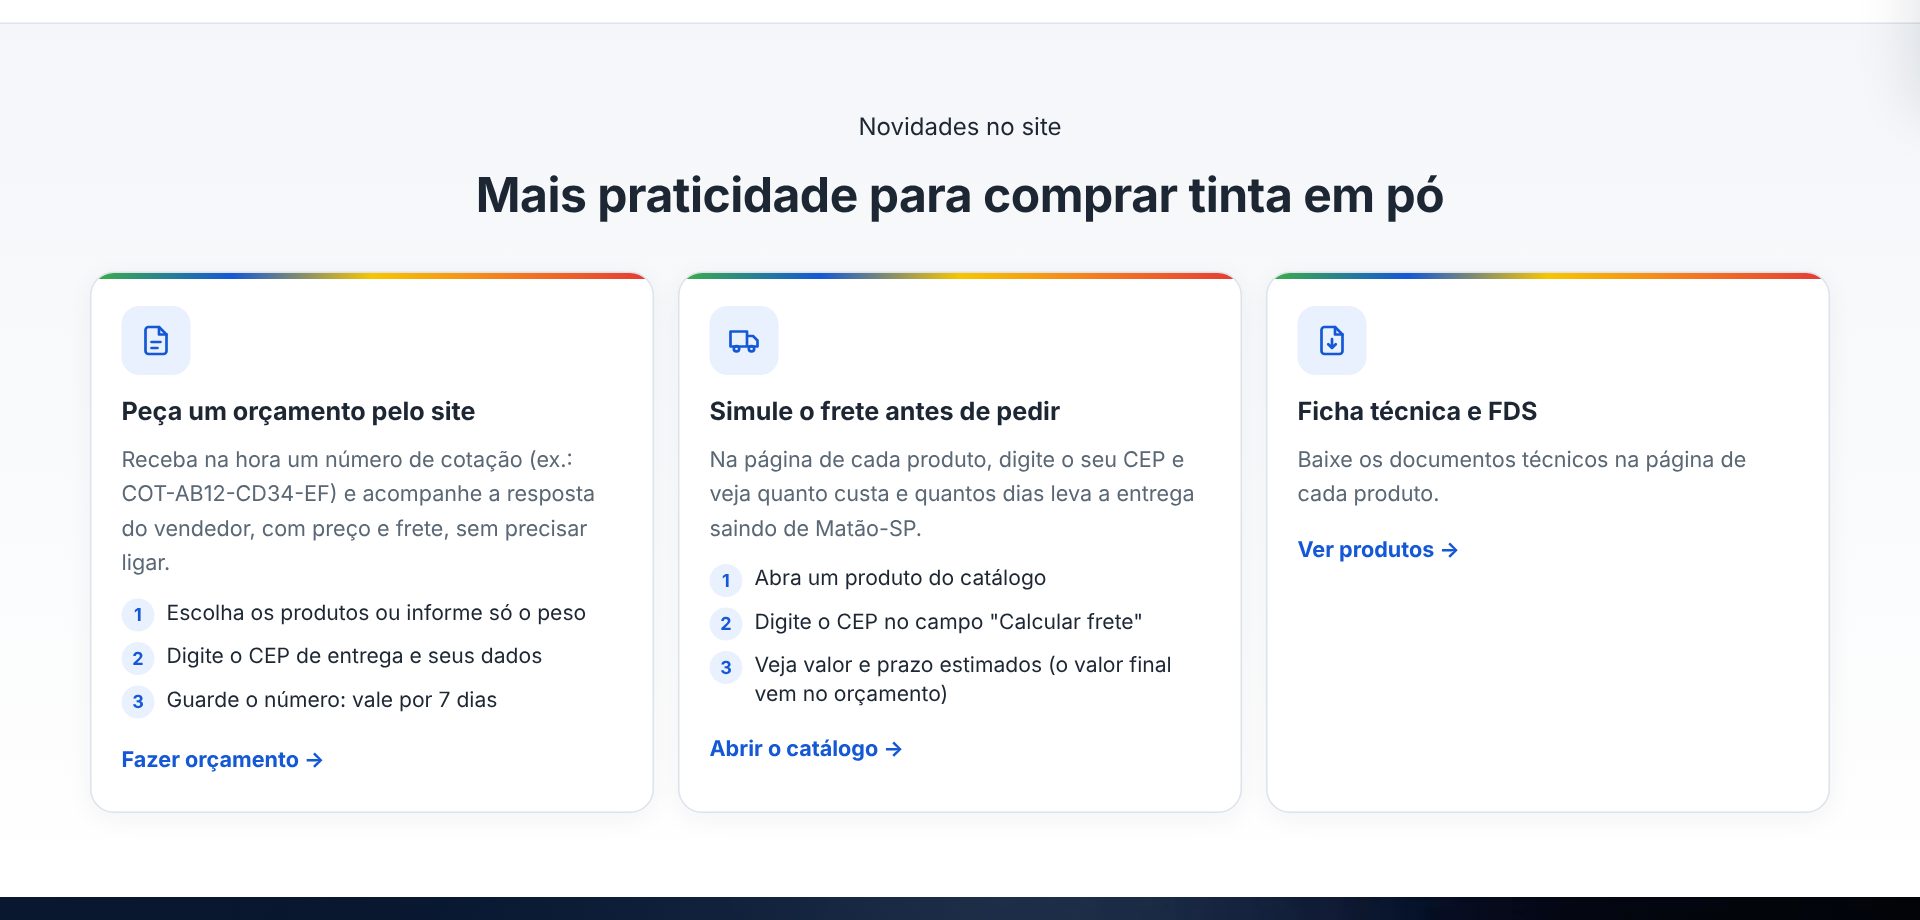 Novidades no site
Mais praticidade para comprar tinta em pó
Peça um orçamento pelo site
Receba na hora um número de cotação (ex.:
COT-AB12-CD34-EF) e acompanhe a resposta
do vendedor, com preço e frete, sem precisar
ligar.
1 Escolha os produtos ou informe só o peso
2 Digite o CEP de entrega e seus dados
3 Guarde o número: vale por 7 dias
Fazer orçamento →
Simule o frete antes de pedir
Na página de cada produto, digite o seu CEP e
veja quanto custa e quantos dias leva a entrega
saindo de Matão-SP.
1 Abra um produto do catálogo
2 Digite o CEP no campo "Calcular frete"
3 Veja valor e prazo estimados (o valor final
vem no orçamento)
Abrir o catálogo →
Ficha técnica e FDS
Baixe os documentos técnicos na página de
cada produto.
Ver produtos →